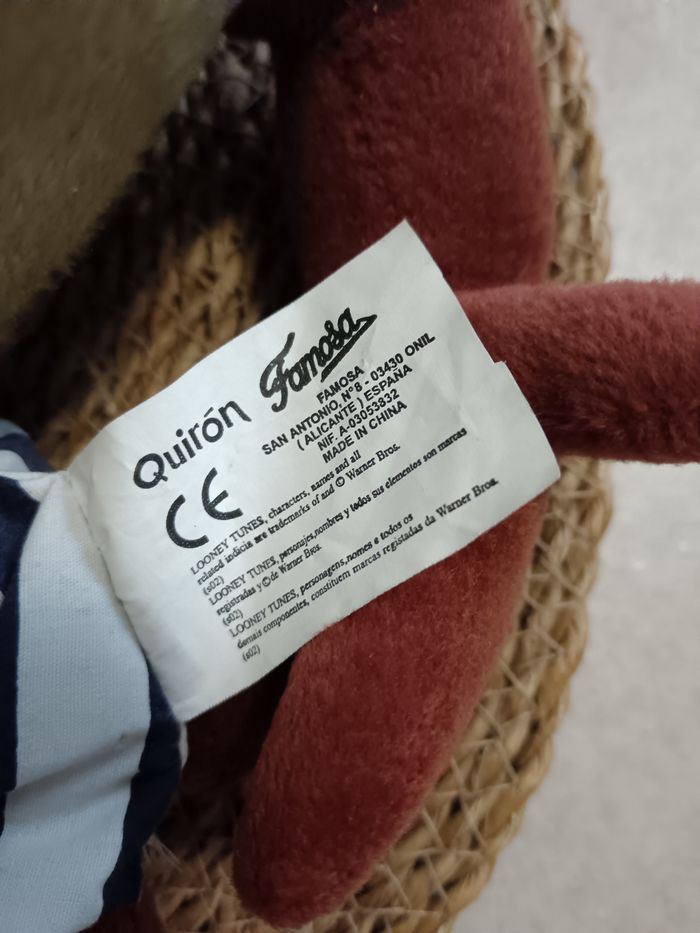 Quirón Famosa
FAMOSA
SAN ANTONIO, Nº 8 - 03430 ONIL
( ALICANTE ) ESPAÑA
NIF. A-03053832
MADE IN CHINA
CE
LOONEY TUNES, characters, names and all
related indicia are trademarks of and © Warner Bros.
(s02)
LOONEY TUNES, personajes,nombres y todos sus elementos son marcas
registradas y©de Warner Bros.
(s02)
LOONEY TUNES, personagens,nomes e todos os
demais componentes, constituem marcas registadas da Warner Bros.
(s02)